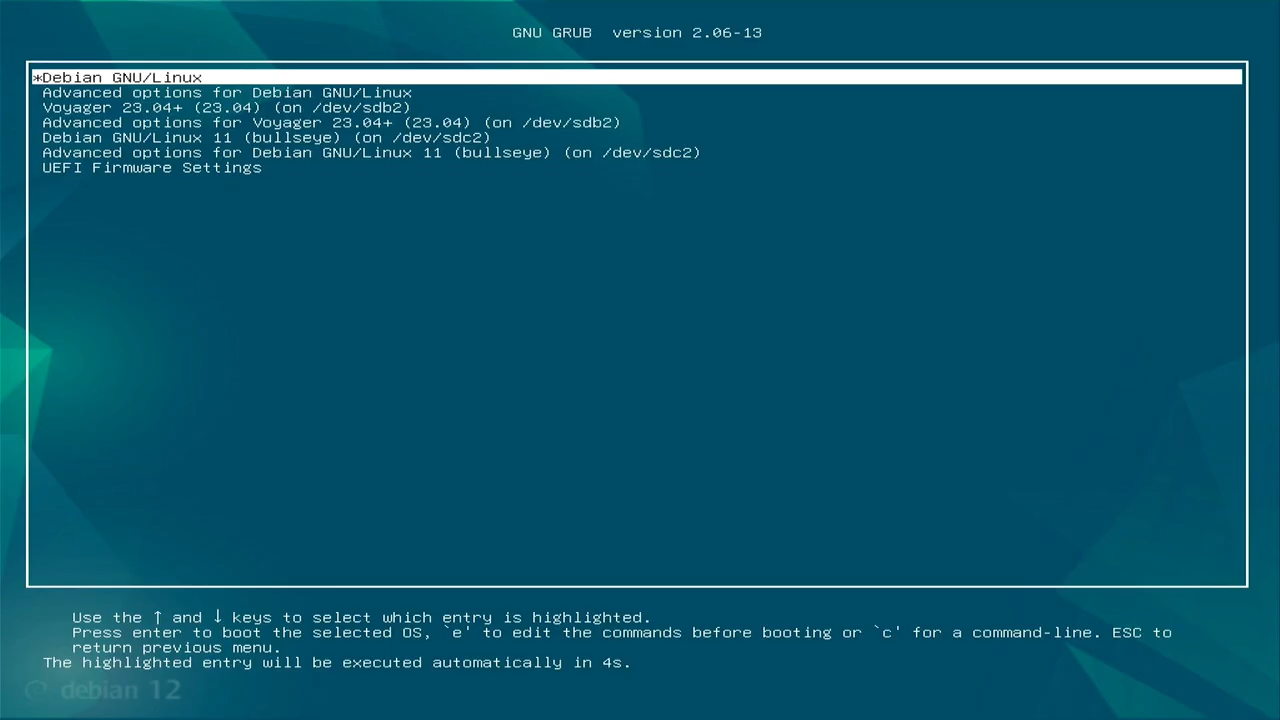 GNU GRUB  version 2.06-13
*Debian GNU/Linux
Advanced options for Debian GNU/Linux
Voyager 23.04+ (23.04) (on /dev/sdb2)
Advanced options for Voyager 23.04+ (23.04) (on /dev/sdb2)
Debian GNU/Linux 11 (bullseye) (on /dev/sdc2)
Advanced options for Debian GNU/Linux 11 (bullseye) (on /dev/sdc2)
UEFI Firmware Settings
Use the ↑ and ↓ keys to select which entry is highlighted.
Press enter to boot the selected OS, `e' to edit the commands before booting or `c' for a command-line. ESC to
return previous menu.
The highlighted entry will be executed automatically in 4s.
debian 12